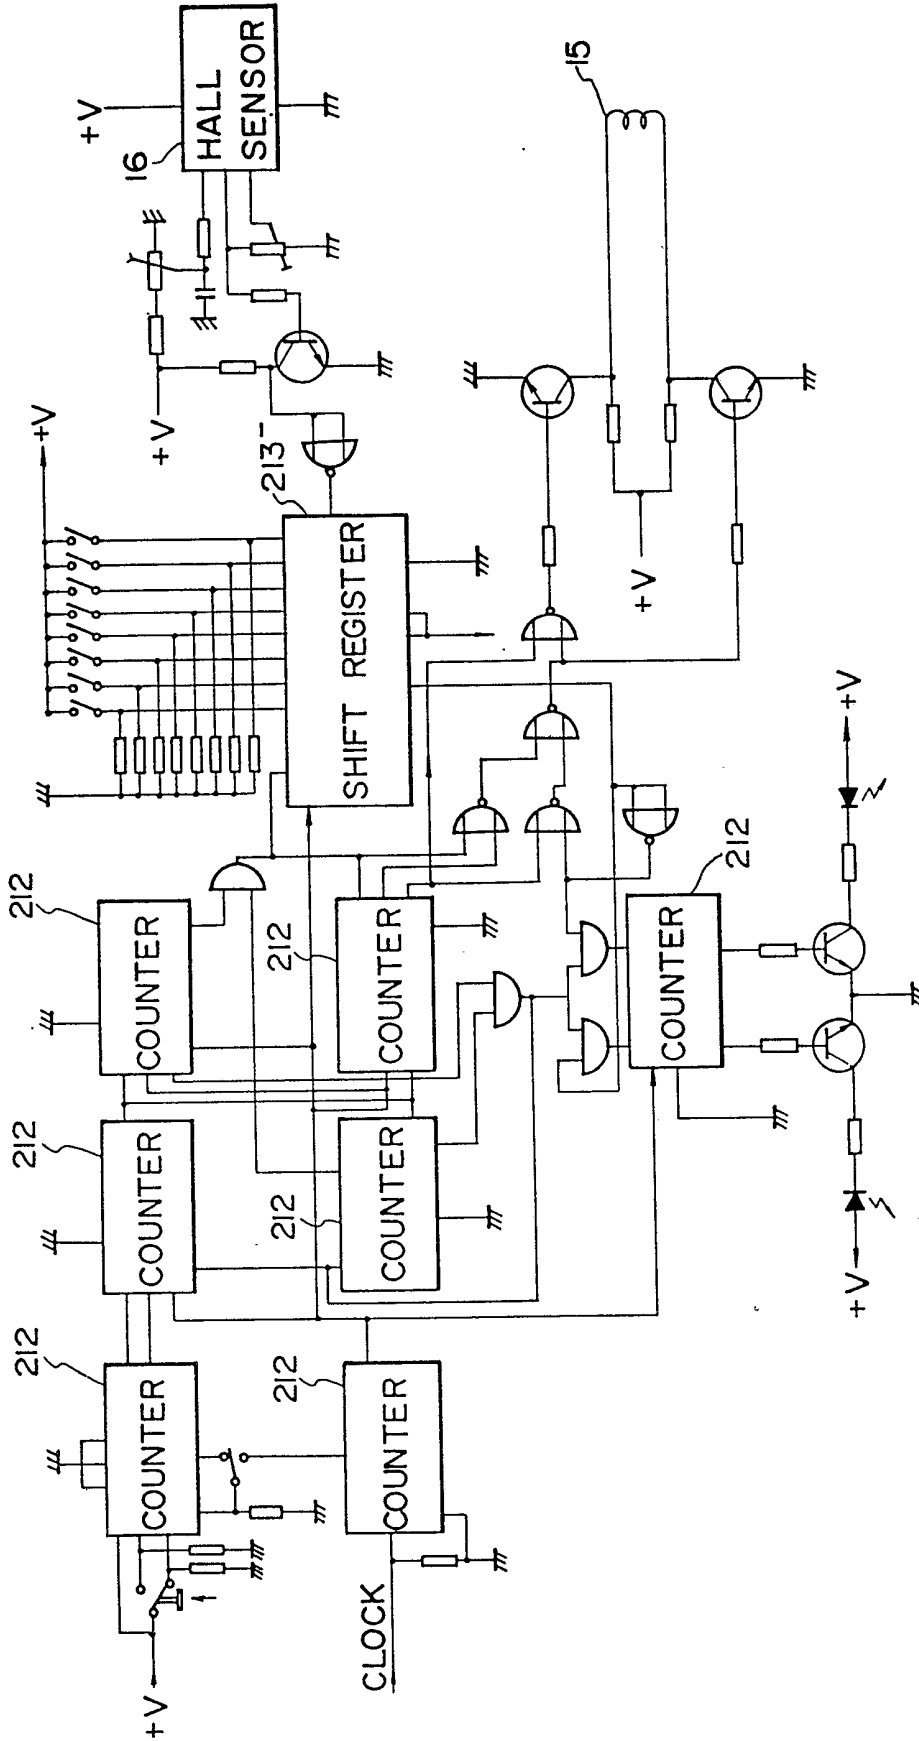 +V
CLOCK
212
COUNTER
212
COUNTER
212
COUNTER
212
COUNTER
212
COUNTER
212
COUNTER
212
COUNTER
+V
+V
213
SHIFT REGISTER
+V
+V
+V
16
HALL
SENSOR
+V
15